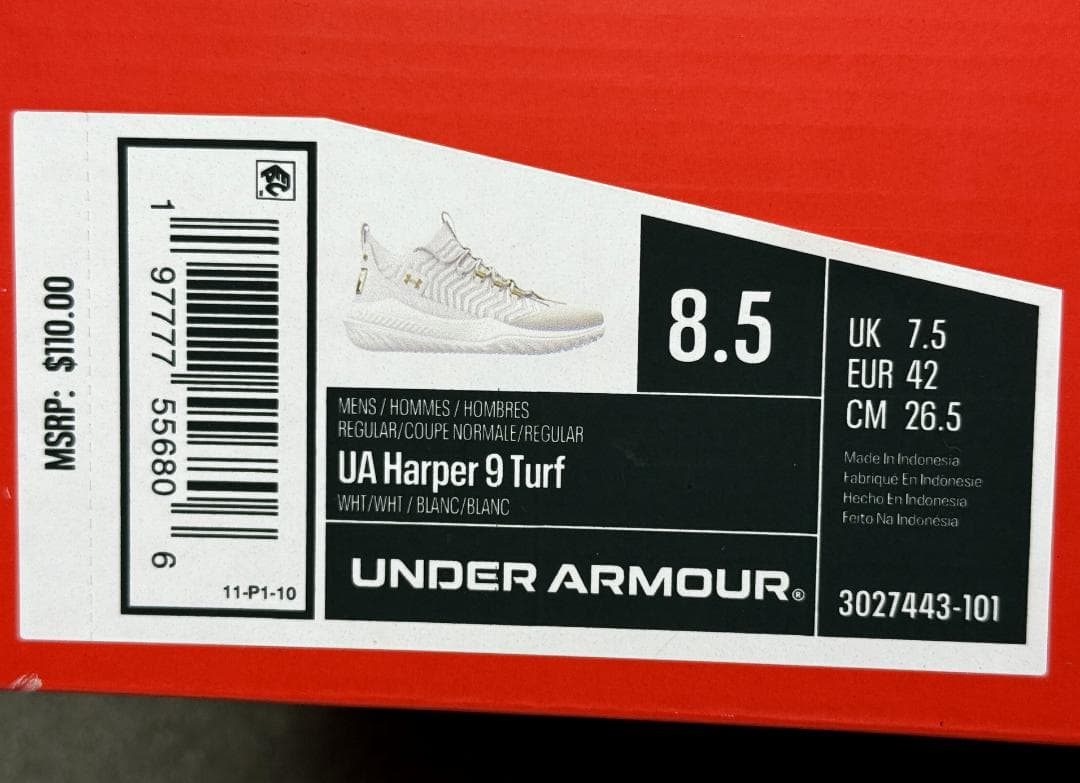 MSRP: $110.00
1 97777 55680 6
11-P1-10
8.5
UK 7.5
EUR 42
CM 26.5
MENS / HOMMES / HOMBRES
REGULAR/COUPE NORMALE/REGULAR
UA Harper 9 Turf
WHT/WHT / BLANC/BLANC
Made In Indonesia
Fabriqué En Indonésie
Hecho En Indonesia
Feito Na Indonésia
UNDER ARMOUR®
3027443-101